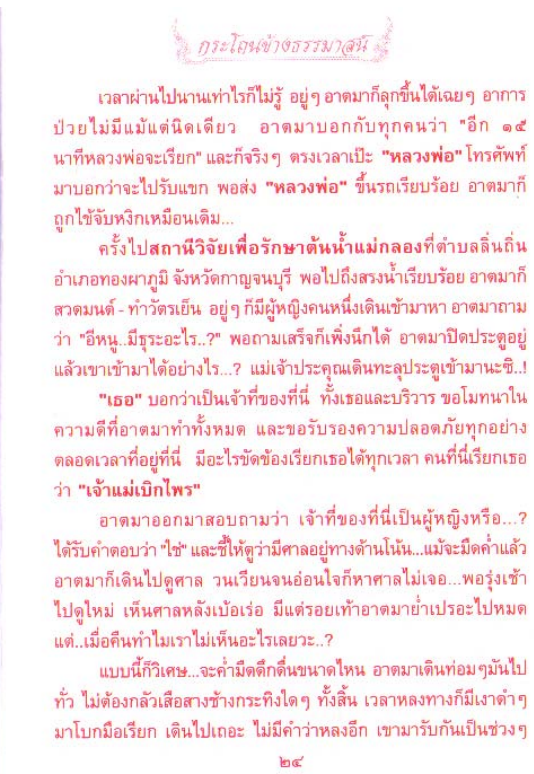 กระโถนข้างธรรมาสน์
เวลาผ่านไปนานเท่าไรก็ไม่รู้ อยู่ๆ อาตมาก็ลุกขึ้นได้เฉยๆ อาการ
ป่วยไม่มีแม้แต่นิดเดียว อาตมาบอกกับทุกคนว่า "อีก ๑๕
นาทีหลวงพ่อจะเรียก" และก็จริงๆ ตรงเวลาเป๊ะ "หลวงพ่อ" โทรศัพท์
มาบอกว่าจะไปรับแขก พอส่ง "หลวงพ่อ" ขึ้นรถเรียบร้อย อาตมาก็
ถูกไข้จับหงิกเหมือนเดิม...
ครั้งไปสถานีวิจัยเพื่อรักษาต้นน้ำแม่กลองที่ตำบลลิ่นถิ่น
อำเภอทองผาภูมิ จังหวัดกาญจนบุรี พอไปถึงสรงน้ำเรียบร้อย อาตมาก็
สวดมนต์ - ทำวัตรเย็น อยู่ๆ ก็มีผู้หญิงคนหนึ่งเดินเข้ามาหา อาตมาถาม
ว่า "อีหนู..มีธุระอะไร..?" พอถามเสร็จก็เพิ่งนึกได้ อาตมาปิดประตูอยู่
แล้วเขาเข้ามาได้อย่างไร...? แม่เจ้าประคุณเดินทะลุประตูเข้ามานะซิ..!
"เธอ" บอกว่าเป็นเจ้าที่ของที่นี่ ทั้งเธอและบริวาร ขอโมทนาใน
ความดีที่อาตมาทำทั้งหมด และขอรับรองความปลอดภัยทุกอย่าง
ตลอดเวลาที่อยู่ที่นี่ มีอะไรขัดข้องเรียกเธอได้ทุกเวลา คนที่นี่เรียกเธอ
ว่า "เจ้าแม่เบิกไพร"
อาตมาออกมาสอบถามว่า เจ้าที่ของที่นี่เป็นผู้หญิงหรือ...?
ได้รับคำตอบว่า "ใช่" และชี้ให้ดูว่ามีศาลอยู่ทางด้านโน้น...แม้จะมืดค่ำแล้ว
อาตมาก็เดินไปดูศาล วนเวียนจนอ่อนใจก็หาศาลไม่เจอ...พอรุ่งเช้า
ไปดูใหม่ เห็นศาลหลังเบ้อเร่อ มีแต่รอยเท้าอาตมาย่ำเปรอะไปหมด
แต่..เมื่อคืนทำไมเราไม่เห็นอะไรเลยวะ..?
แบบนี้ก็วิเศษ...จะค่ำมืดดึกดื่นขนาดไหน อาตมาเดินท่อมๆมันไป
ทั่ว ไม่ต้องกลัวเสือสางช้างกระทิงใดๆ ทั้งสิ้น เวลาหลงทางก็มีเงาดำๆ
มาโบกมือเรียก เดินไปเถอะ ไม่มีคำว่าหลงอีก เขามารับกันเป็นช่วงๆ
๒๔